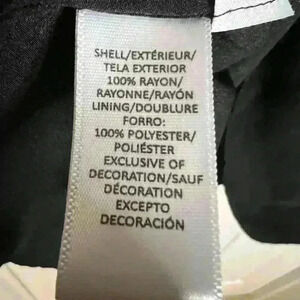 SHELL/EXTÉRIEUR/
TELA EXTERIOR
100% RAYON/
RAYONNE/RAYÓN
LINING/DOUBLURE
FORRO:
100% POLYESTER/
POLIÉSTER
EXCLUSIVE OF
DECORATION/SAUF
DÉCORATION
EXCEPTO
DECORACIÓN